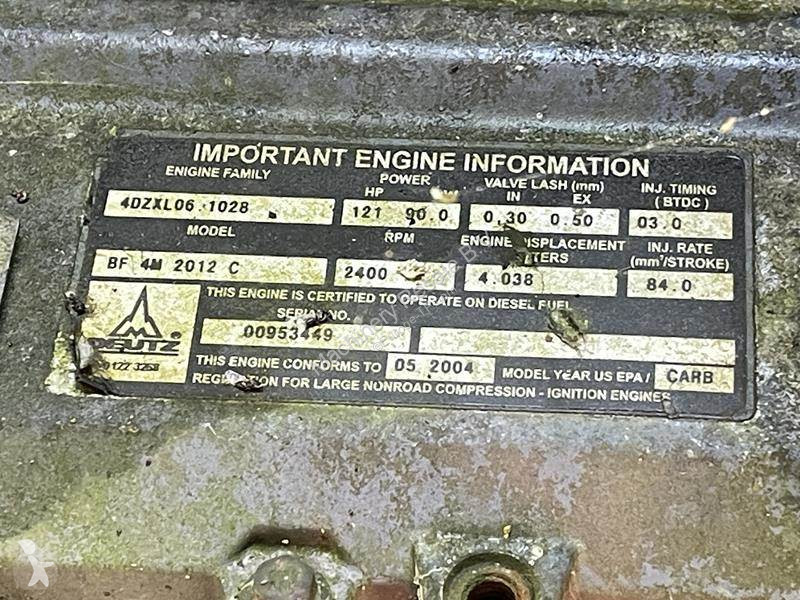 IMPORTANT ENGINE INFORMATION
ENIGINE FAMILY POWER VALVE LASH (mm) INJ. TIMING
HP IN EX (BTDC)
4DZXL06.1028 121 90.0 0.30 0.50 03.0
MODEL RPM ENGINE DISPLACEMENT INJ. RATE
(mm³/STROKE)
BF 4M 2012 C 2400 4.038 84.0
THIS ENGINE IS CERTIFIED TO OPERATE ON DIESEL FUEL
SERIAL NO.
00953449
DEUTZ
THIS ENGINE CONFORMS TO 05 2004 MODEL YEAR US EPA / CARB
REGULATION FOR LARGE NONROAD COMPRESSION - IGNITION ENGINES